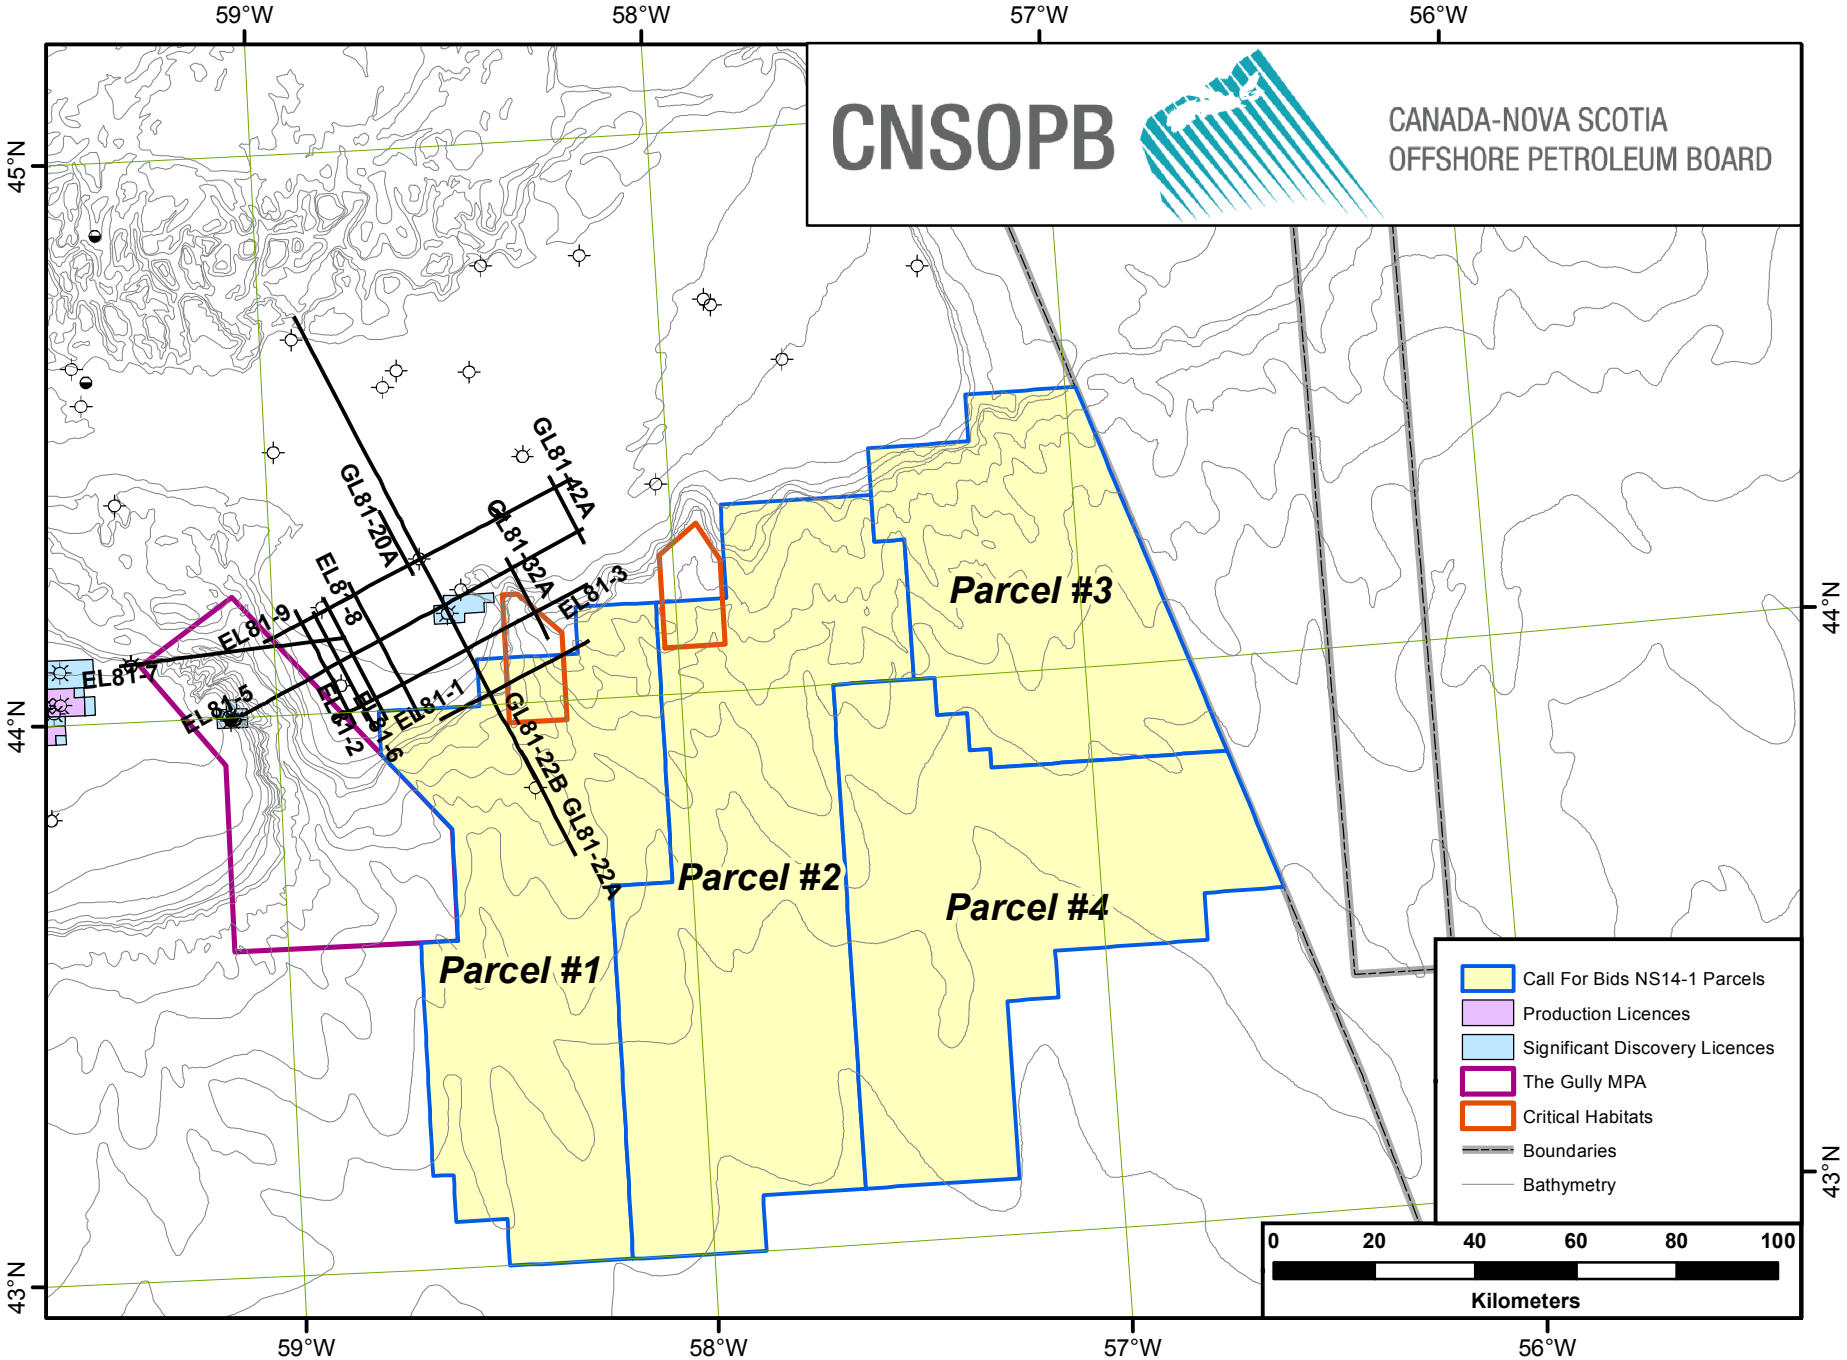 59°W
58°W
57°W
56°W
45°N
44°N
43°N
44°N
43°N
CNSOPB
CANADA-NOVA SCOTIA
OFFSHORE PETROLEUM BOARD
GL81-42A
GL81-20A
GL81-32A
EL81-3
EL81-8
EL81-9
EL81-7
EL81-5
EL81-2
EL81-6
EL81-1
GL81-22B
GL81-22A
Parcel #3
Parcel #2
Parcel #4
Parcel #1
Call For Bids NS14-1 Parcels
Production Licences
Significant Discovery Licences
The Gully MPA
Critical Habitats
Boundaries
Bathymetry
0 20 40 60 80 100
Kilometers
59°W
58°W
57°W
56°W